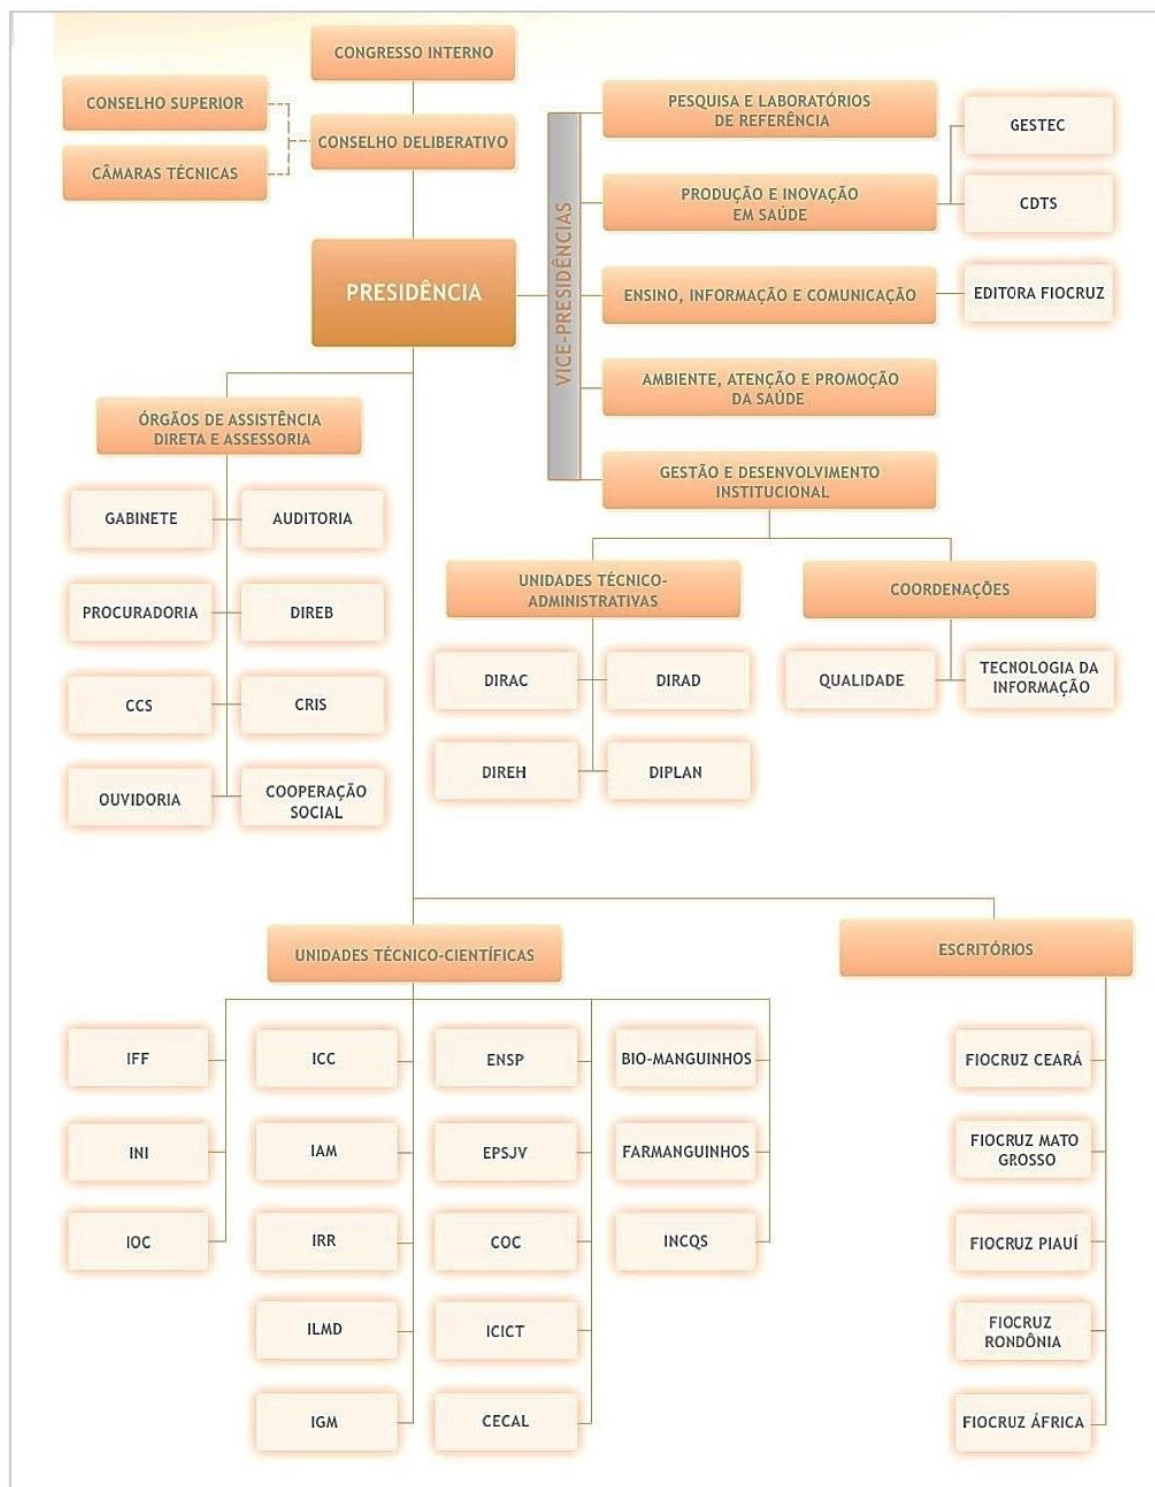 CONGRESSO INTERNO
CONSELHO SUPERIOR
CONSELHO DELIBERATIVO
CÂMARAS TÉCNICAS
PRESIDÊNCIA
VICE-PRESIDÊNCIAS
PESQUISA E LABORATÓRIOS
DE REFERÊNCIA
PRODUÇÃO E INOVAÇÃO
EM SAÚDE
GESTEC
CDTS
ENSINO, INFORMAÇÃO E COMUNICAÇÃO
EDITORA FIOCRUZ
AMBIENTE, ATENÇÃO E PROMOÇÃO
DA SAÚDE
GESTÃO E DESENVOLVIMENTO
INSTITUCIONAL
ÓRGÃOS DE ASSISTÊNCIA
DIRETA E ASSESSORIA
GABINETE
AUDITORIA
PROCURADORIA
DIREB
CCS
CRIS
OUVIDORIA
COOPERAÇÃO
SOCIAL
UNIDADES TÉCNICO-
ADMINISTRATIVAS
DIRAC
DIRAD
DIREH
DIPLAN
COORDENAÇÕES
QUALIDADE
TECNOLOGIA DA
INFORMAÇÃO
UNIDADES TÉCNICO-CIENTÍFICAS
IFF
INI
IOC
ICC
IAM
IRR
ILMD
IGM
ENSP
EPSJV
COC
ICICT
CECAL
BIO-MANGUINHOS
FARMANGUINHOS
INCQS
ESCRITÓRIOS
FIOCRUZ CEARÁ
FIOCRUZ MATO
GROSSO
FIOCRUZ PIAUÍ
FIOCRUZ
RONDÔNIA
FIOCRUZ ÁFRICA